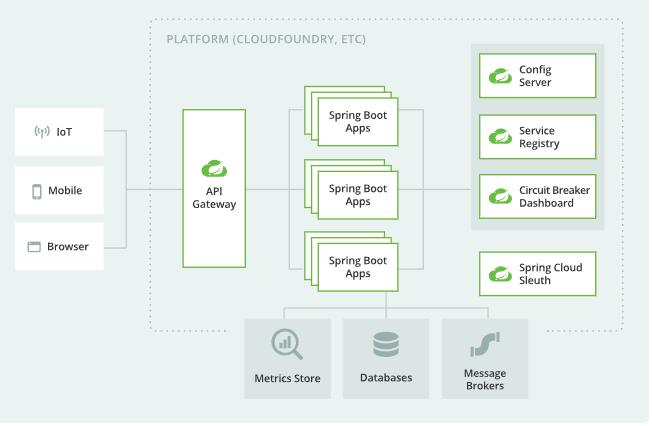 PLATFORM (CLOUDFOUNDRY, ETC)
IoT
Mobile
Browser
API
Gateway
Spring Boot
Apps
Spring Boot
Apps
Spring Boot
Apps
Config
Server
Service
Registry
Circuit Breaker
Dashboard
Spring Cloud
Sleuth
Metrics Store
Databases
Message
Brokers